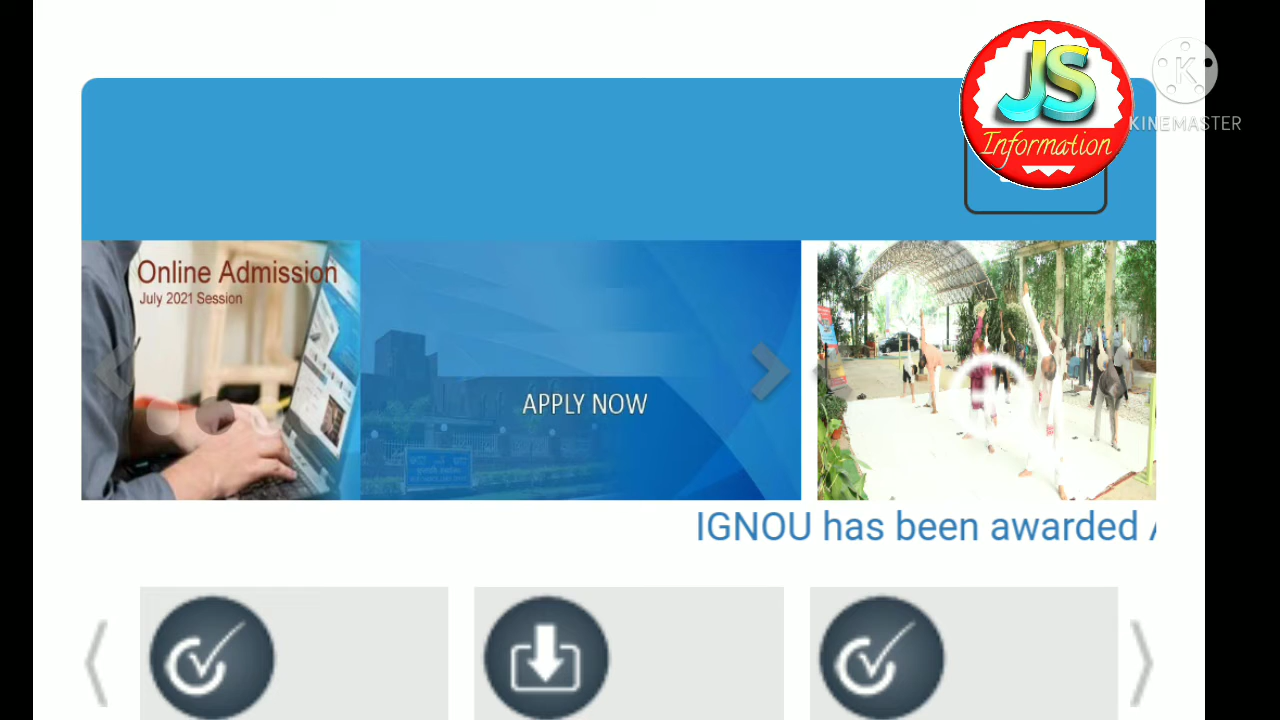 JS
Information
K
KINEMASTER
Online Admission
July 2021 Session
APPLY NOW
IGNOU has been awarded